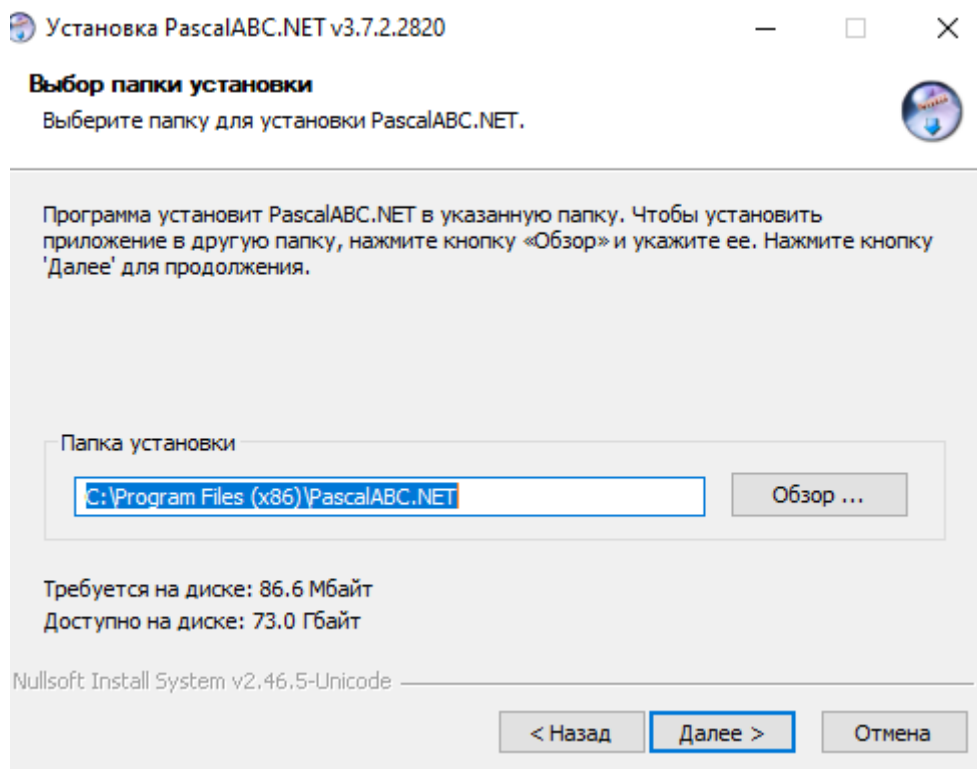 Установка PascalABC.NET v3.7.2.2820
Выбор папки установки
Выберите папку для установки PascalABC.NET.
Программа установит PascalABC.NET в указанную папку. Чтобы установить
приложение в другую папку, нажмите кнопку «Обзор» и укажите ее. Нажмите кнопку
'Далее' для продолжения.
Папка установки
C:\Program Files (x86)\PascalABC.NET
Обзор ...
Требуется на диске: 86.6 Мбайт
Доступно на диске: 73.0 Гбайт
Nullsoft Install System v2.46.5-Unicode
< Назад
Далее >
Отмена